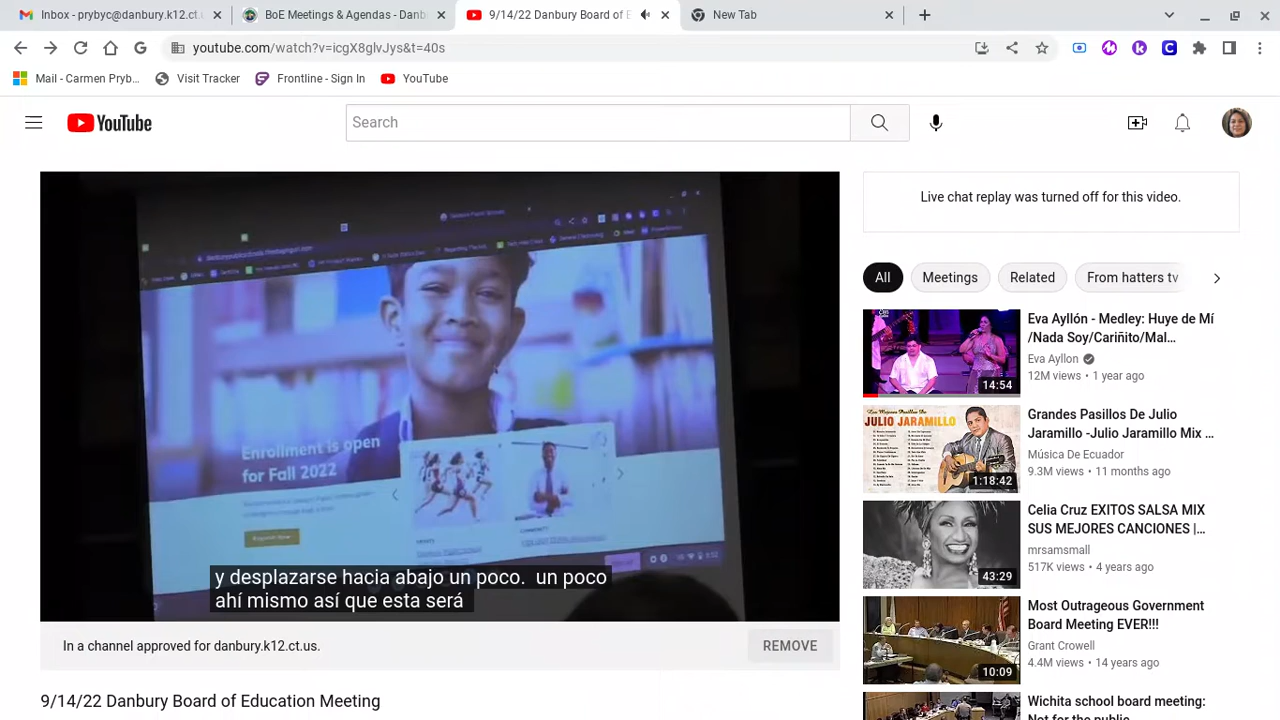 Inbox - prybyc@danbury.k12.ct.us
BoE Meetings & Agendas - Danb
9/14/22 Danbury Board of E
New Tab
youtube.com/watch?v=icgX8glvJys&t=40s
Mail - Carmen Pryb...
Visit Tracker
Frontline - Sign In
YouTube
YouTube
Search
Live chat replay was turned off for this video.
All
Meetings
Related
From hatters tv
Enrollment is open
for Fall 2022
y desplazarse hacia abajo un poco. un poco
ahí mismo así que esta será
In a channel approved for danbury.k12.ct.us.
REMOVE
9/14/22 Danbury Board of Education Meeting
Eva Ayllón - Medley: Huye de Mí
/Nada Soy/Cariñito/Mal...
Eva Ayllon
12M views • 1 year ago
14:54
JULIO JARAMILLO
Grandes Pasillos De Julio
Jaramillo -Julio Jaramillo Mix ...
Música De Ecuador
9.3M views • 11 months ago
1:18:42
Celia Cruz EXITOS SALSA MIX
SUS MEJORES CANCIONES |...
mrsamsmall
517K views • 4 years ago
43:29
Most Outrageous Government
Board Meeting EVER!!!
Grant Crowell
4.4M views • 14 years ago
10:09
Wichita school board meeting:
Not for the public